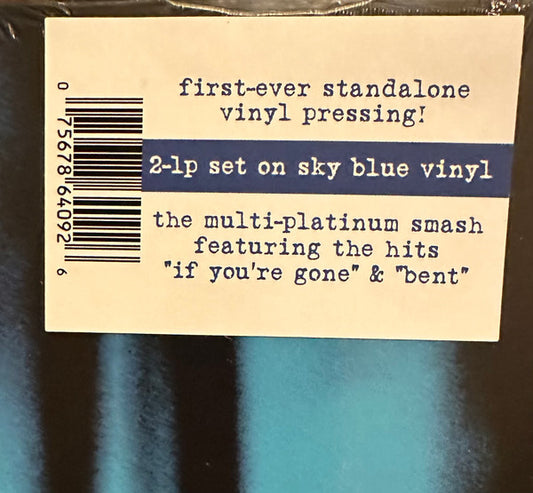 first-ever standalone
vinyl pressing!
2-lp set on sky blue vinyl
the multi-platinum smash
featuring the hits
"if you're gone" & "bent"
0 75678 64092 6